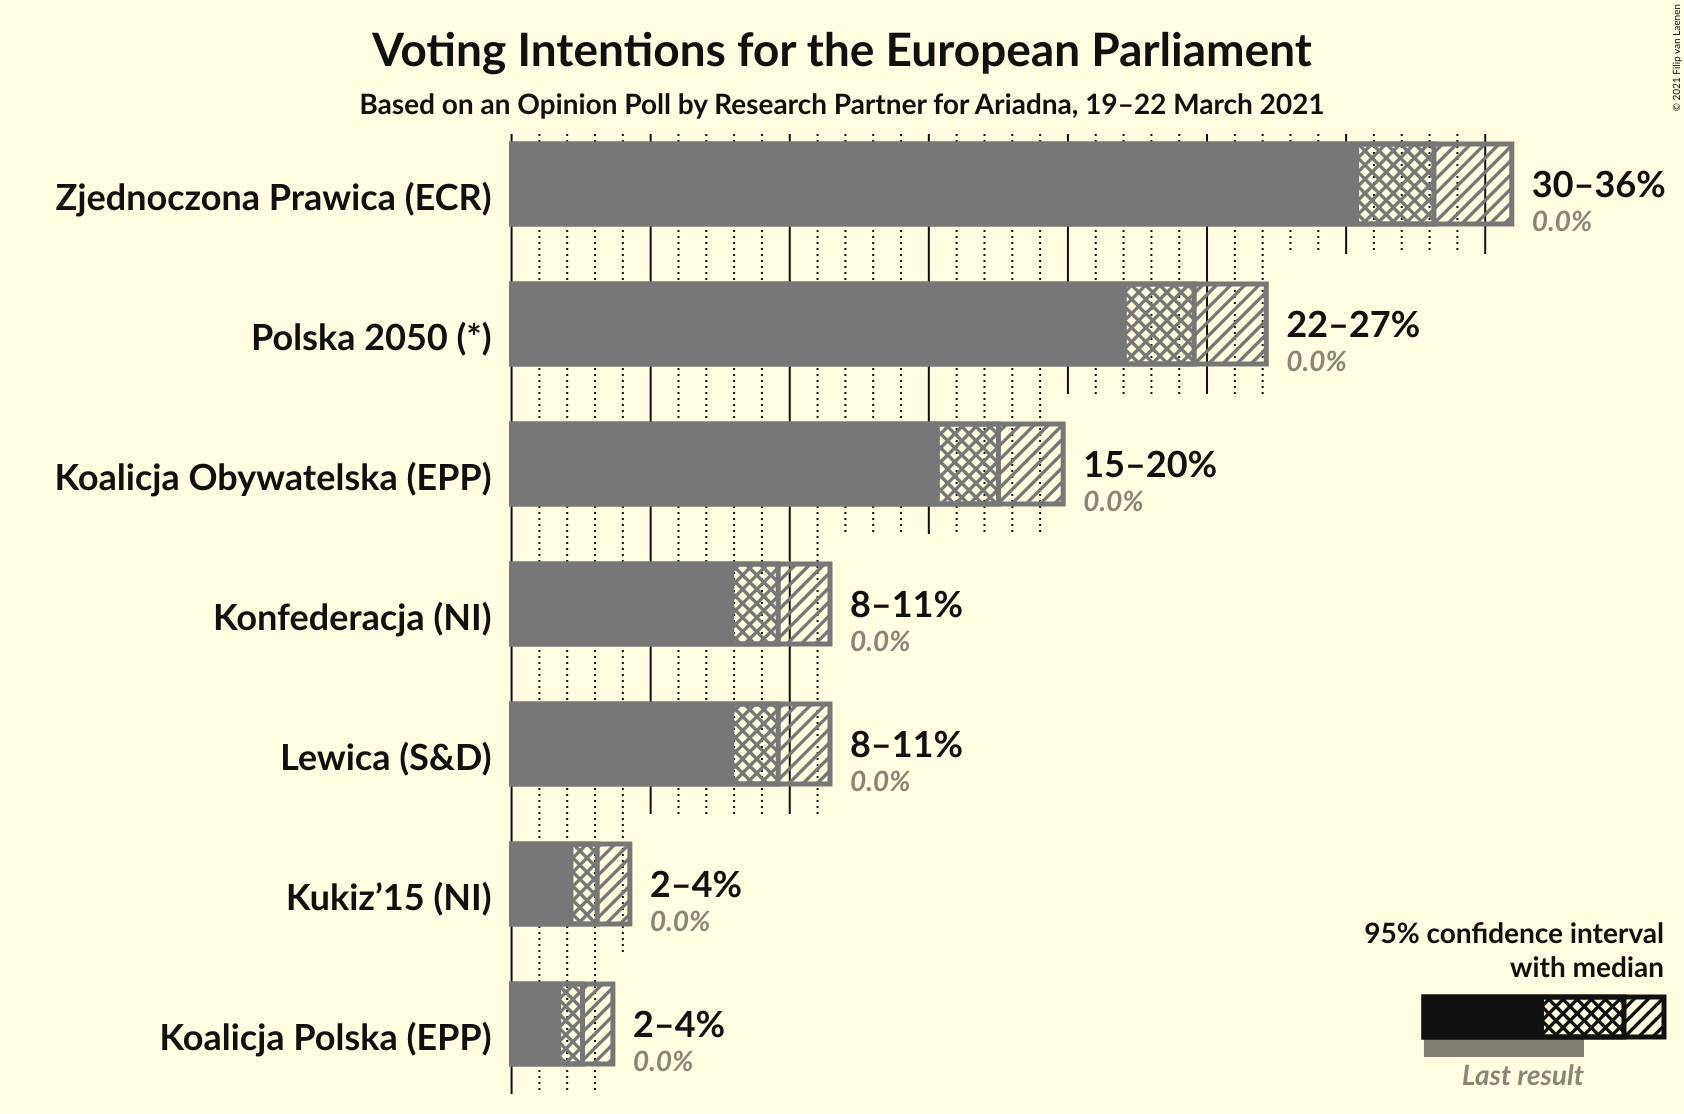 Voting Intentions for the European Parliament
Based on an Opinion Poll by Research Partner for Ariadna, 19–22 March 2021
© 2021 Filip van Laenen
Zjednoczona Prawica (ECR)
30–36%
0.0%
Polska 2050 (*)
22–27%
0.0%
Koalicja Obywatelska (EPP)
15–20%
0.0%
Konfederacja (NI)
8–11%
0.0%
Lewica (S&D)
8–11%
0.0%
Kukiz’15 (NI)
2–4%
0.0%
Koalicja Polska (EPP)
2–4%
0.0%
95% confidence interval
with median
Last result